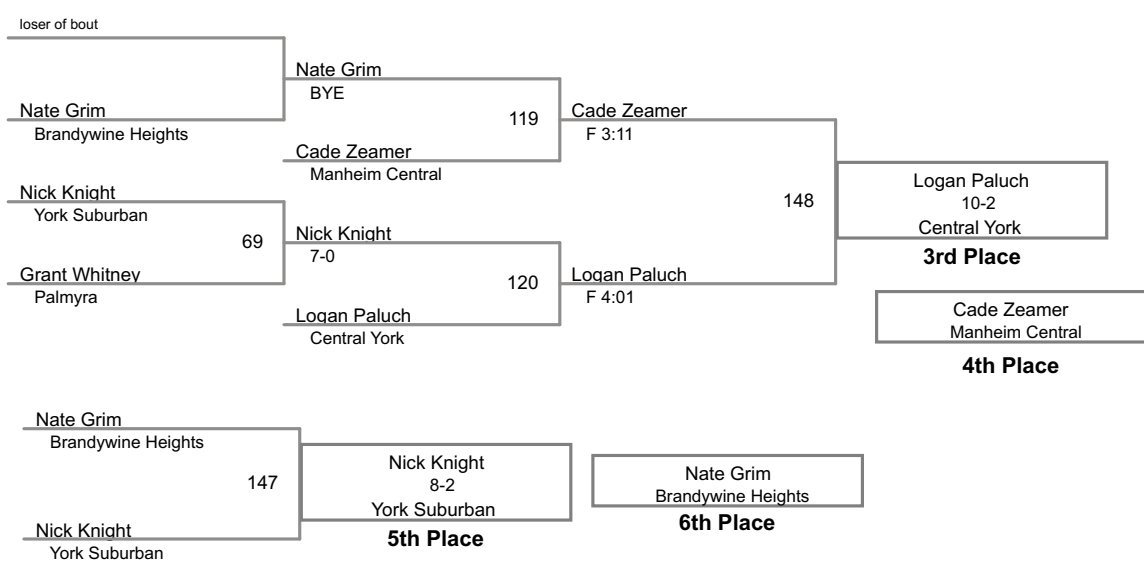 loser of bout
Nate Grim
BYE
Nate Grim
Brandywine Heights
119
Cade Zeamer
F 3:11
Cade Zeamer
Manheim Central
Nick Knight
York Suburban
148
Logan Paluch
10-2
Central York
3rd Place
69
Nick Knight
7-0
Grant Whitney
Palmyra
120
Logan Paluch
F 4:01
Logan Paluch
Central York
Cade Zeamer
Manheim Central
4th Place
Nate Grim
Brandywine Heights
147
Nick Knight
8-2
York Suburban
5th Place
Nate Grim
Brandywine Heights
6th Place
Nick Knight
York Suburban